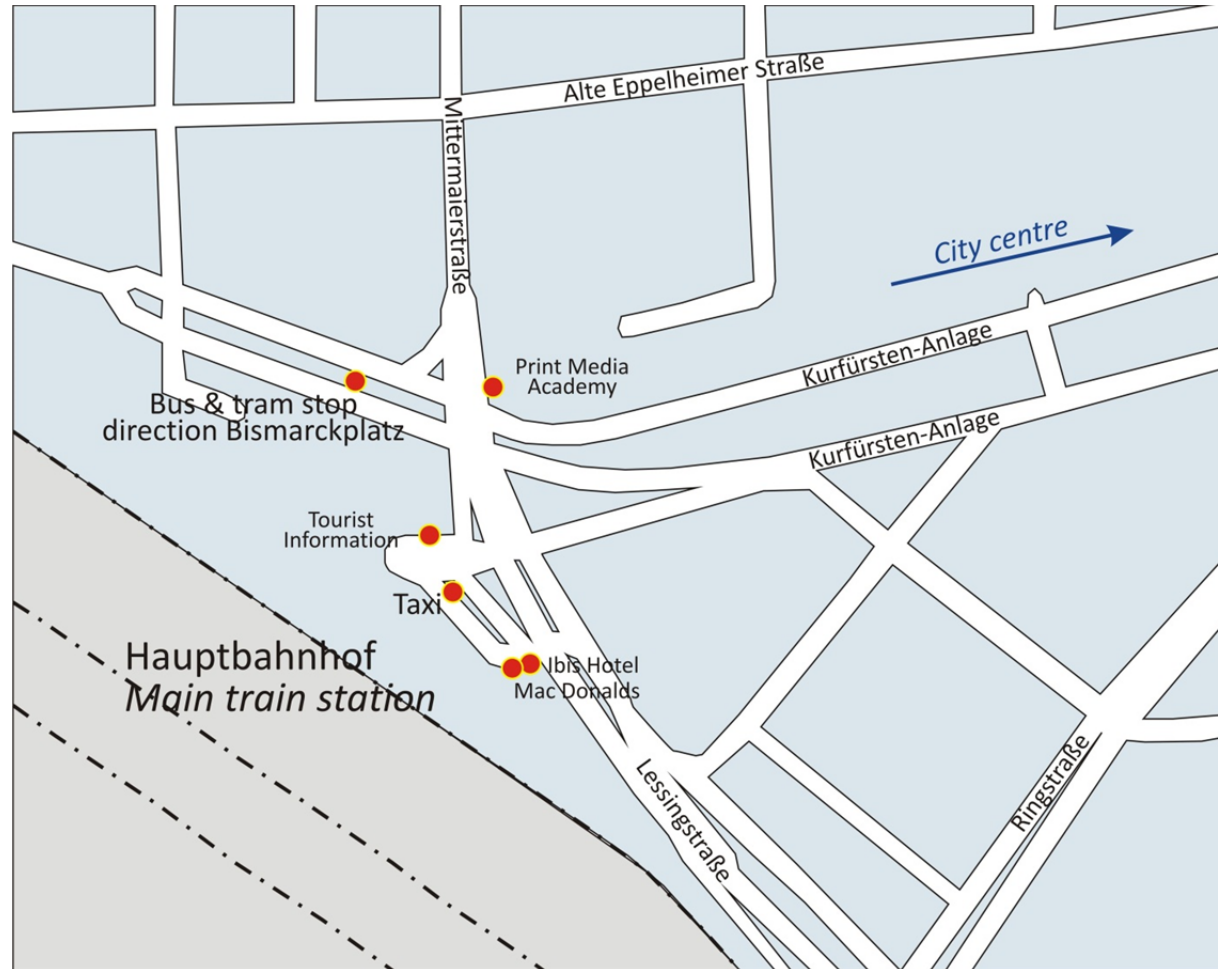 Alte Eppelheimer Straße
Mittermaierstraße
City centre
Kurfürsten-Anlage
Print Media
Academy
Bus & tram stop
direction Bismarckplatz
Kurfürsten-Anlage
Tourist
Information
Taxi
Hauptbahnhof
Main train station
Ibis Hotel
Mac Donalds
Lessingstraße
Ringstraße